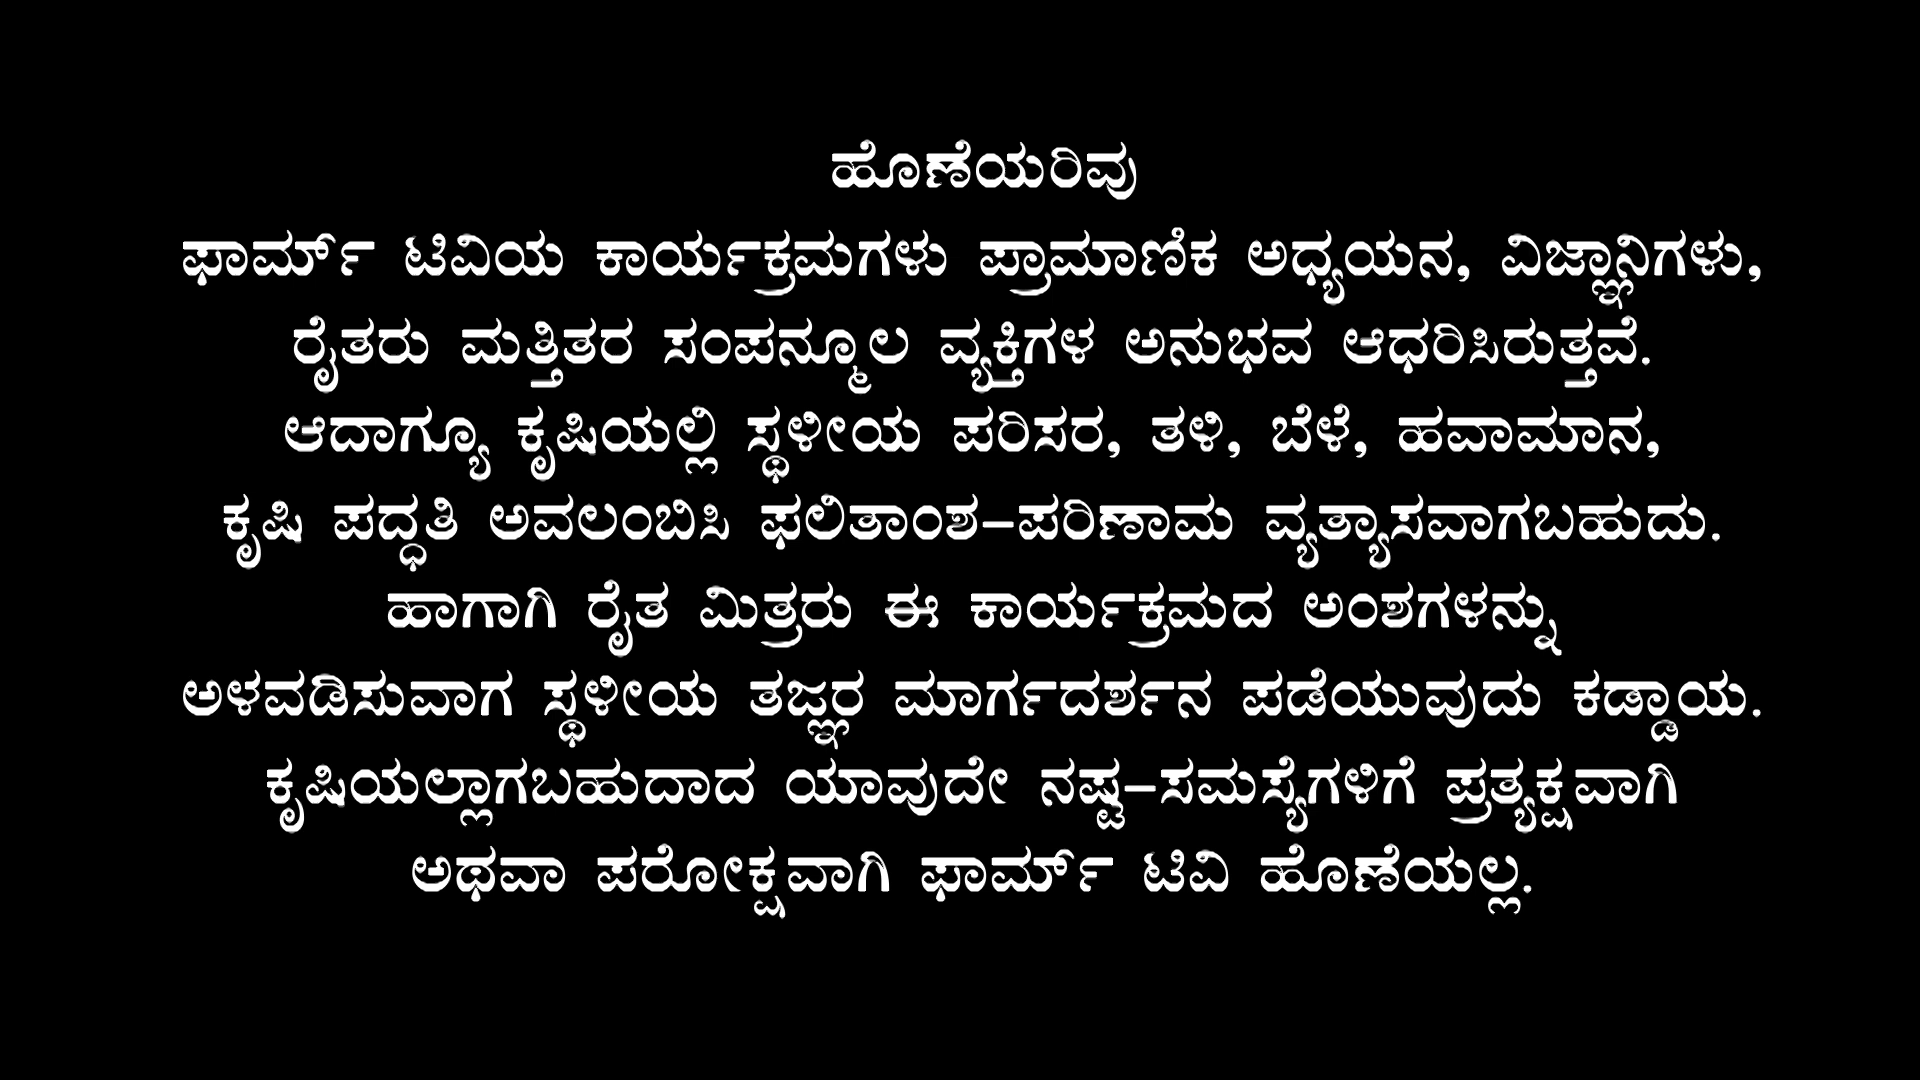 ಹೊಣೆಯರಿವು
ಫಾರ್ಮ್ ಟಿವಿಯ ಕಾರ್ಯಕ್ರಮಗಳು ಪ್ರಾಮಾಣಿಕ ಅಧ್ಯಯನ, ವಿಜ್ಞಾನಿಗಳು,
ರೈತರು ಮತ್ತಿತರ ಸಂಪನ್ಮೂಲ ವ್ಯಕ್ತಿಗಳ ಅನುಭವ ಆಧರಿಸಿರುತ್ತವೆ.
ಆದಾಗ್ಯೂ ಕೃಷಿಯಲ್ಲಿ ಸ್ಥಳೀಯ ಪರಿಸರ, ತಳಿ, ಬೆಳೆ, ಹವಾಮಾನ,
ಕೃಷಿ ಪದ್ಧತಿ ಅವಲಂಬಿಸಿ ಫಲಿತಾಂಶ–ಪರಿಣಾಮ ವ್ಯತ್ಯಾಸವಾಗಬಹುದು.
ಹಾಗಾಗಿ ರೈತ ಮಿತ್ರರು ಈ ಕಾರ್ಯಕ್ರಮದ ಅಂಶಗಳನ್ನು
ಅಳವಡಿಸುವಾಗ ಸ್ಥಳೀಯ ತಜ್ಞರ ಮಾರ್ಗದರ್ಶನ ಪಡೆಯುವುದು ಕಡ್ಡಾಯ.
ಕೃಷಿಯಲ್ಲಾಗಬಹುದಾದ ಯಾವುದೇ ನಷ್ಟ–ಸಮಸ್ಯೆಗಳಿಗೆ ಪ್ರತ್ಯಕ್ಷವಾಗಿ
ಅಥವಾ ಪರೋಕ್ಷವಾಗಿ ಫಾರ್ಮ್ ಟಿವಿ ಹೊಣೆಯಲ್ಲ.